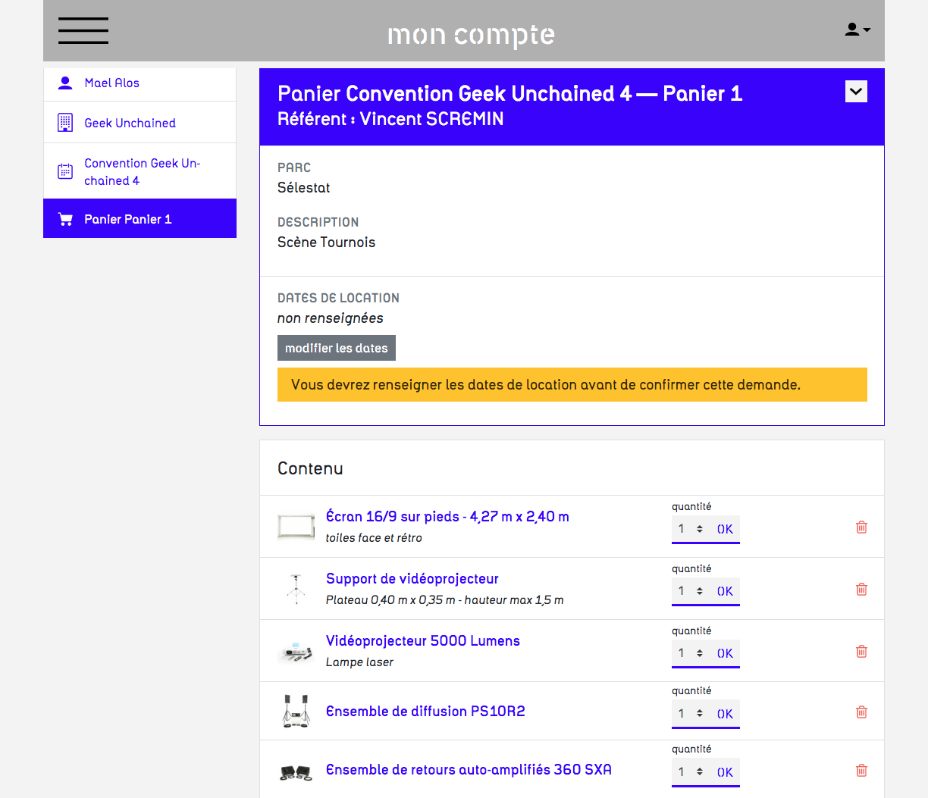 mon compte
Mael Alos
Geek Unchained
Convention Geek Un-
chained 4
Panier Panier 1
Panier Convention Geek Unchained 4 — Panier 1
Référent : Vincent SCREMIN
PARC
Sélestat
DESCRIPTION
Scène Tournois
DATES DE LOCATION
non renseignées
modifier les dates
Vous devrez renseigner les dates de location avant de confirmer cette demande.
Contenu
Écran 16/9 sur pieds - 4,27 m x 2,40 m
toiles face et rétro
quantité
1 OK
Support de vidéoprojecteur
Plateau 0,40 m x 0,35 m - hauteur max 1,5 m
quantité
1 OK
Vidéoprojecteur 5000 Lumens
Lampe laser
quantité
1 OK
Ensemble de diffusion PS10R2
quantité
1 OK
Ensemble de retours auto-amplifiés 360 SXA
quantité
1 OK